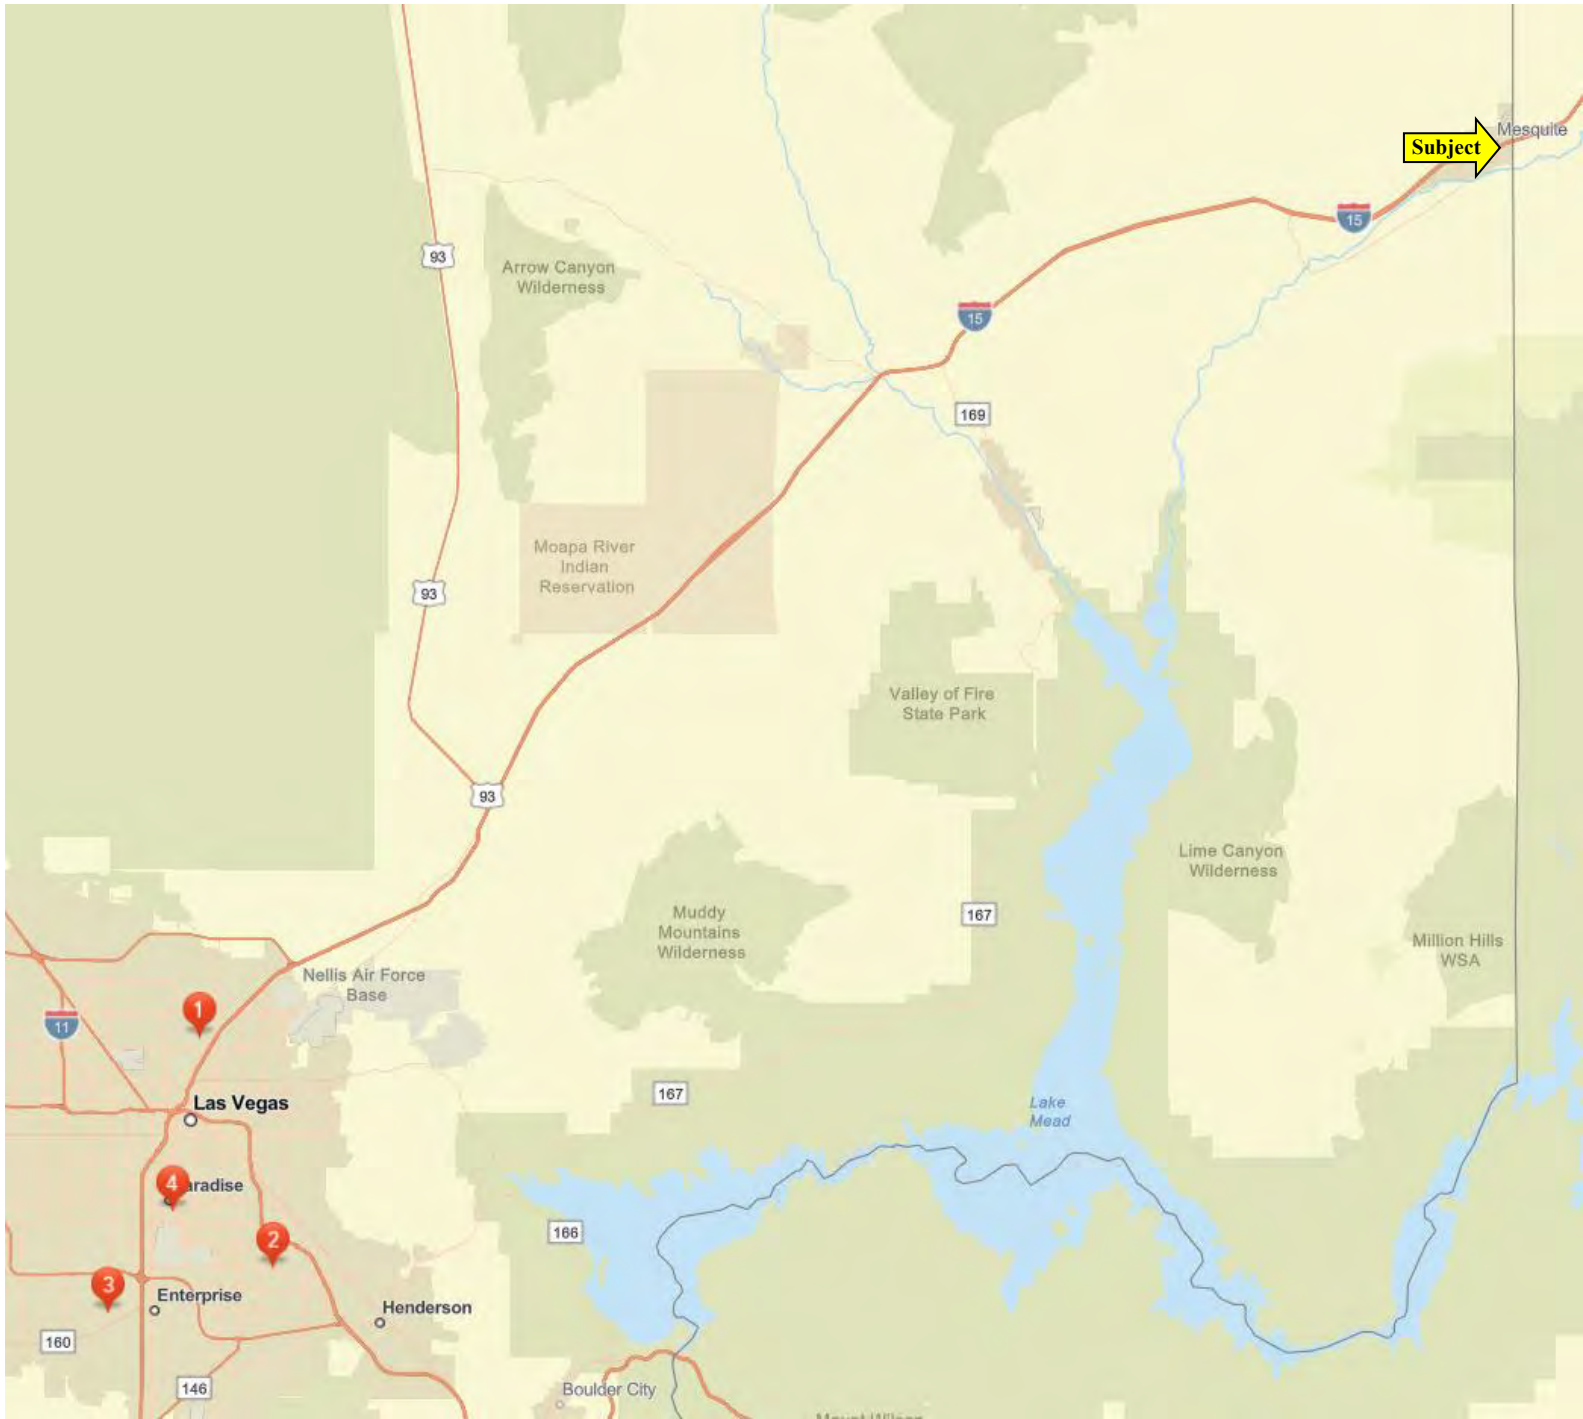 Mesquite
Subject
15
93
Arrow Canyon
Wilderness
15
169
Moapa River
Indian
Reservation
93
Valley of Fire
State Park
93
Lime Canyon
Wilderness
Muddy
Mountains
Wilderness
167
Million Hills
WSA
Nellis Air Force
Base
1
11
167
Las Vegas
Lake
Mead
4
aradise
166
2
3
Enterprise
Henderson
160
146
Boulder City
Mount Wilson